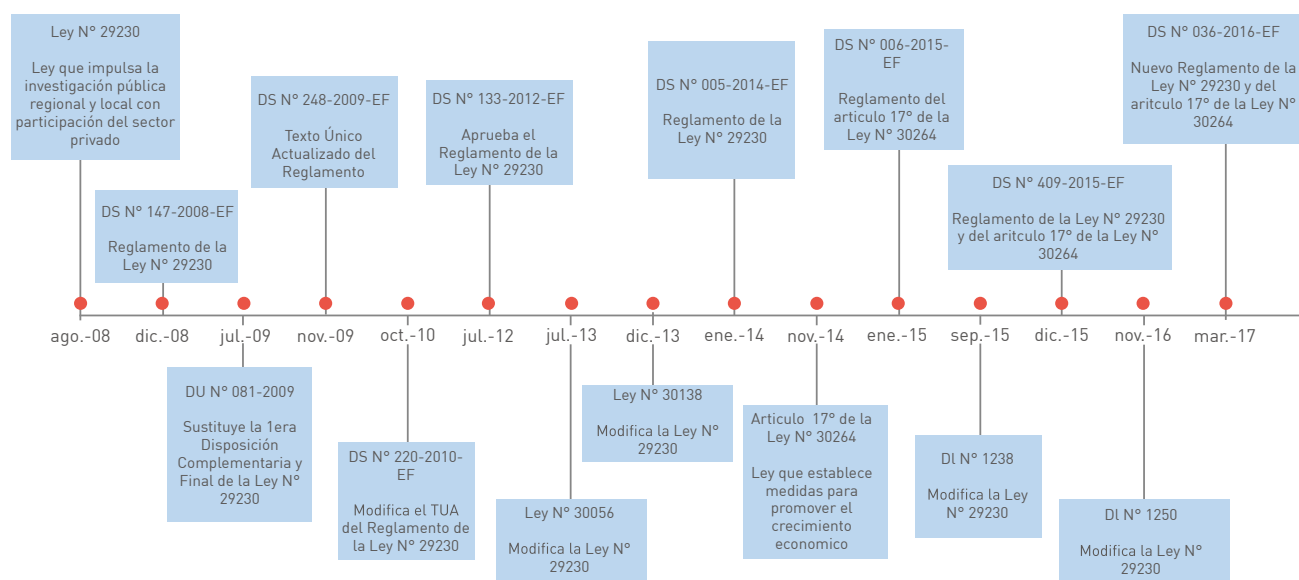 Ley N° 29230
Ley que impulsa la
investigación pública
regional y local con
participación del sector
privado
DS N° 147-2008-EF
Reglamento de la
Ley N° 29230
DS N° 248-2009-EF
Texto Único
Actualizado del
Reglamento
DS N° 133-2012-EF
Aprueba el
Reglamento de la
Ley N° 29230
DS N° 005-2014-EF
Reglamento de la
Ley N° 29230
DS N° 006-2015-
EF
Reglamento del
articulo 17° de la
Ley N° 30264
DS N° 409-2015-EF
Reglamento de la Ley N° 29230
y del aritculo 17° de la Ley N°
30264
DS N° 036-2016-EF
Nuevo Reglamento de la
Ley N° 29230 y del
aritculo 17° de la Ley N°
30264
ago.-08 dic.-08 jul.-09 nov.-09 oct.-10 jul.-12 jul.-13 dic.-13 ene.-14 nov.-14 ene.-15 sep.-15 dic.-15 nov.-16 mar.-17
DU N° 081-2009
Sustituye la 1era
Disposición
Complementaria y
Final de la Ley N°
29230
DS N° 220-2010-
EF
Modifica el TUA
del Reglamento de
la Ley N° 29230
Ley N° 30056
Modifica la Ley N°
29230
Ley N° 30138
Modifica la Ley N°
29230
Articulo 17° de la
Ley N° 30264
Ley que establece
medidas para
promover el
crecimiento
economico
Dl N° 1238
Modifica la Ley
N° 29230
Dl N° 1250
Modifica la Ley N°
29230